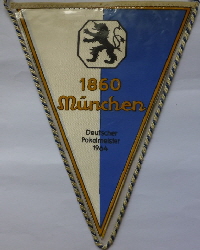 1860
München
Deutscher
Pokalmeister
1964